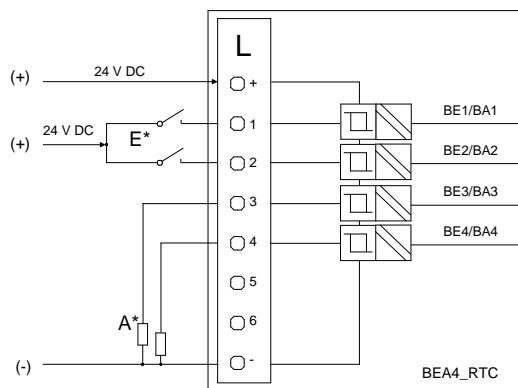 L
(+)
24 V DC
+
(+)
24 V DC
E*
1
BE1/BA1
2
BE2/BA2
3
BE3/BA3
4
BE4/BA4
5
A*
6
(-)
-
BEA4_RTC